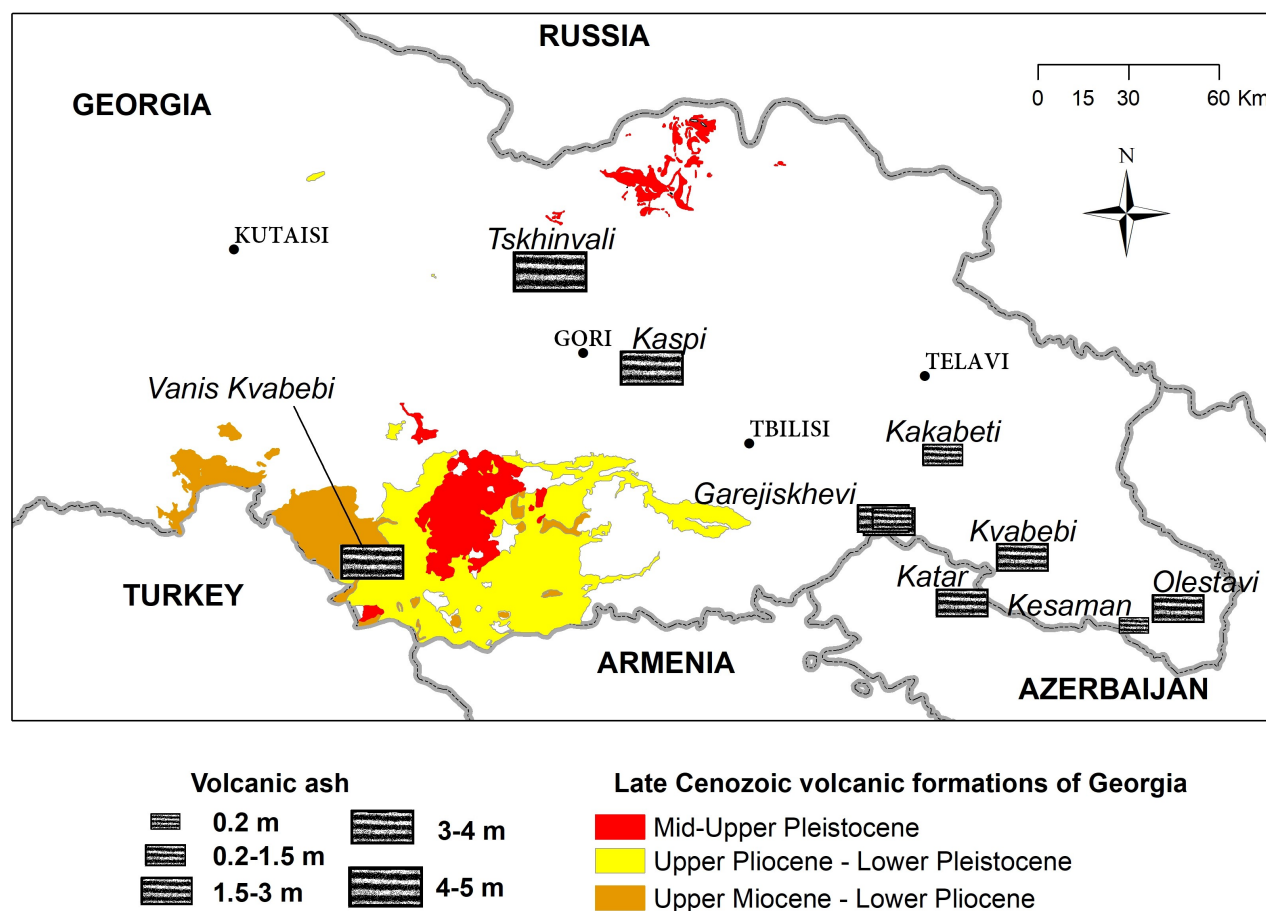 RUSSIA
GEORGIA
0 15 30 60 Km
N
KUTAISI
Tskhinvali
GORI
Kaspi
TELAVI
Vanis Kvabebi
TBILISI
Kakabeti
Garejiskhevi
Kvabebi
Katar
Olestavi
Kesaman
TURKEY
ARMENIA
AZERBAIJAN
Volcanic ash
0.2 m
0.2-1.5 m
1.5-3 m
3-4 m
4-5 m
Late Cenozoic volcanic formations of Georgia
Mid-Upper Pleistocene
Upper Pliocene - Lower Pleistocene
Upper Miocene - Lower Pliocene